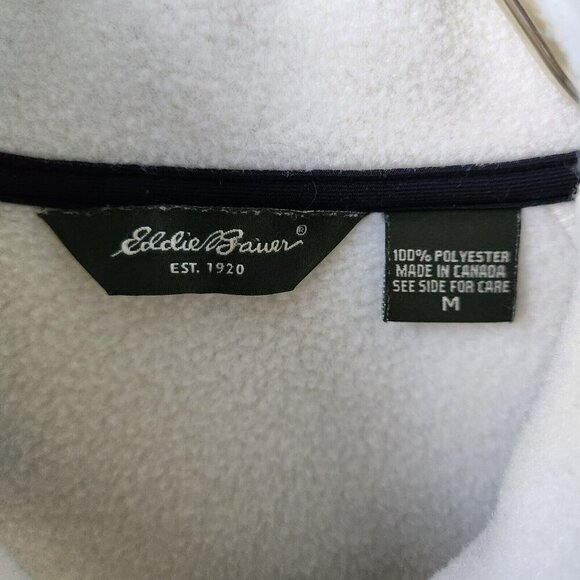 Eddie Bauer®
EST. 1920
100% POLYESTER
MADE IN CANADA
SEE SIDE FOR CARE
M